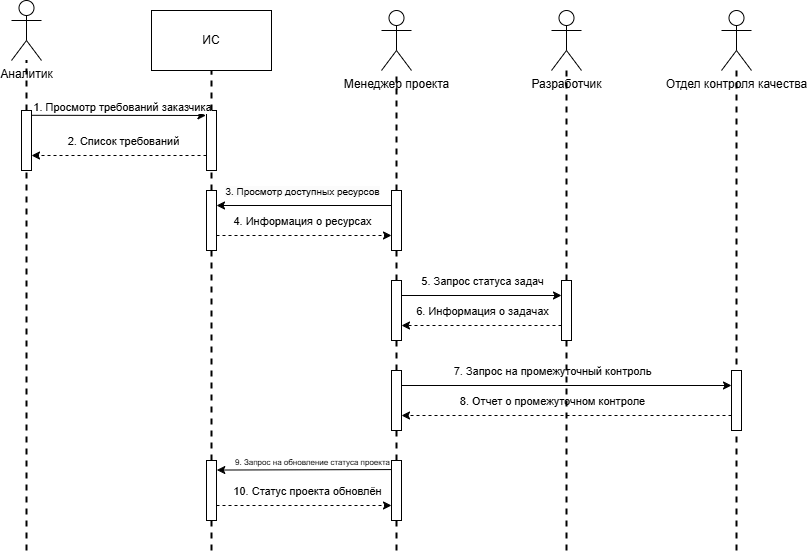 ИС
Аналитик
Менеджер проекта
Разработчик
Отдел контроля качества
1. Просмотр требований заказчика
2. Список требований
3. Просмотр доступных ресурсов
4. Информация о ресурсах
5. Запрос статуса задач
6. Информация о задачах
7. Запрос на промежуточный контроль
8. Отчет о промежуточном контроле
9. Запрос на обновление статуса проекта
10. Статус проекта обновлён